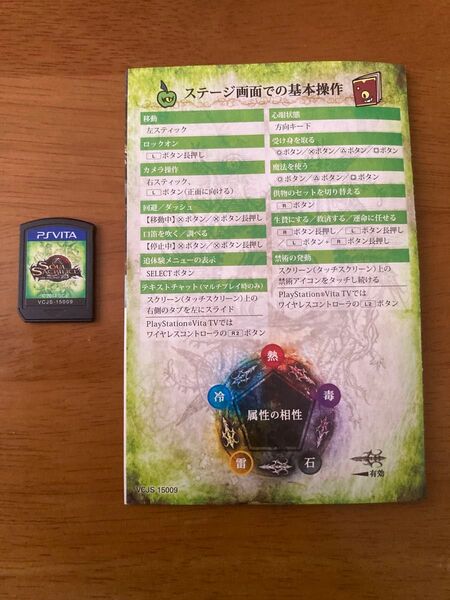 ステージ画面での基本操作
移動
左スティック
ロックオン
Lボタン長押し
カメラ操作
右スティック、
Lボタン(正面に向ける)
回避/ダッシュ
【移動中】×ボタン/×ボタン長押し
口笛を吹く/調べる
【停止中】×ボタン/×ボタン長押し
追体験メニューの表示
SELECTボタン
テキストチャット(マルチプレイ時のみ)
スクリーン(タッチスクリーン)上の
右側のタブを左にスライド
PlayStation®Vita TVでは
ワイヤレスコントローラのR2ボタン
心眼状態
方向キー下
受け身を取る
○ボタン/×ボタン/△ボタン/□ボタン
魔法を使う
○ボタン/△ボタン/□ボタン
供物のセットを切り替える
Rボタン
生贄にする/救済する/運命に任せる
Rボタン長押し/Lボタン長押し
/Lボタン+Rボタン長押し
禁術の発動
スクリーン(タッチスクリーン)上の
禁術アイコンをタッチし続ける
PlayStation®Vita TVでは
ワイヤレスコントローラのL2ボタン
熱
冷
毒
属性の相性
雷
石
有効
VCJS 15009
PSVITA
SOUL
SACRIFICE
VCJS-15009